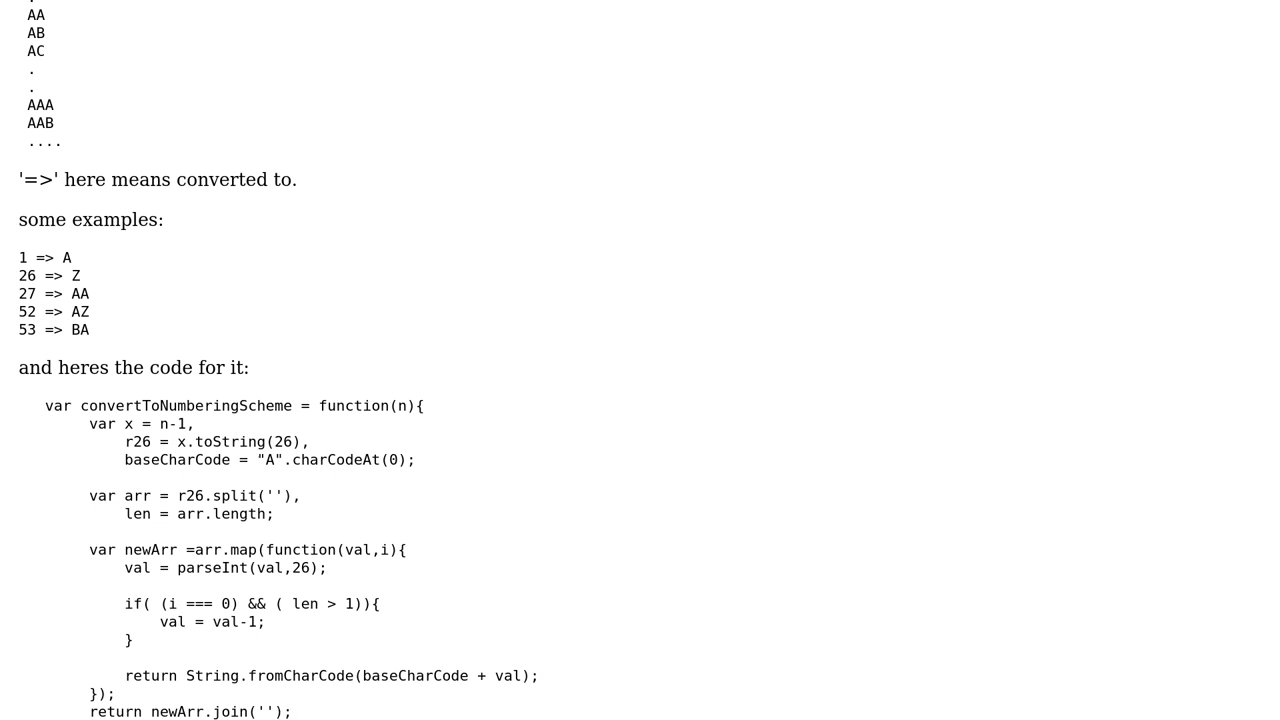 .
AA
AB
AC
.
.
AAA
AAB
....
'=>' here means converted to.
some examples:
1 => A
26 => Z
27 => AA
52 => AZ
53 => BA
and heres the code for it:
var convertToNumberingScheme = function(n){
var x = n-1,
r26 = x.toString(26),
baseCharCode = "A".charCodeAt(0);
var arr = r26.split(''),
len = arr.length;
var newArr =arr.map(function(val,i){
val = parseInt(val,26);
if( (i === 0) && ( len > 1)){
val = val-1;
}
return String.fromCharCode(baseCharCode + val);
});
return newArr.join('');